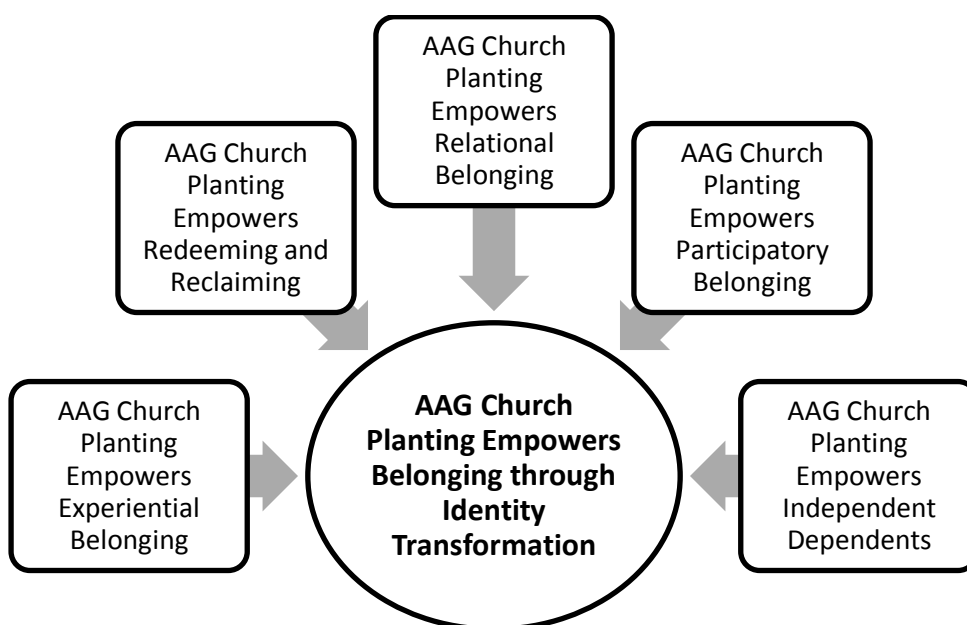 AAG Church
Planting
Empowers
Experiential
Belonging
AAG Church
Planting
Empowers
Redeeming and
Reclaiming
AAG Church
Planting
Empowers
Relational
Belonging
AAG Church
Planting
Empowers
Participatory
Belonging
AAG Church
Planting
Empowers
Independent
Dependents
AAG Church
Planting Empowers
Belonging through
Identity
Transformation